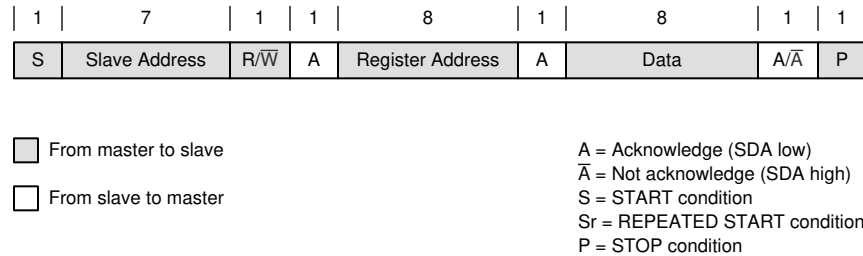 1 7 1 1 8 1 8 1 1
S Slave Address R/W̅ A Register Address A Data A/A̅ P
From master to slave
From slave to master
A = Acknowledge (SDA low)
A̅ = Not acknowledge (SDA high)
S = START condition
Sr = REPEATED START condition
P = STOP condition